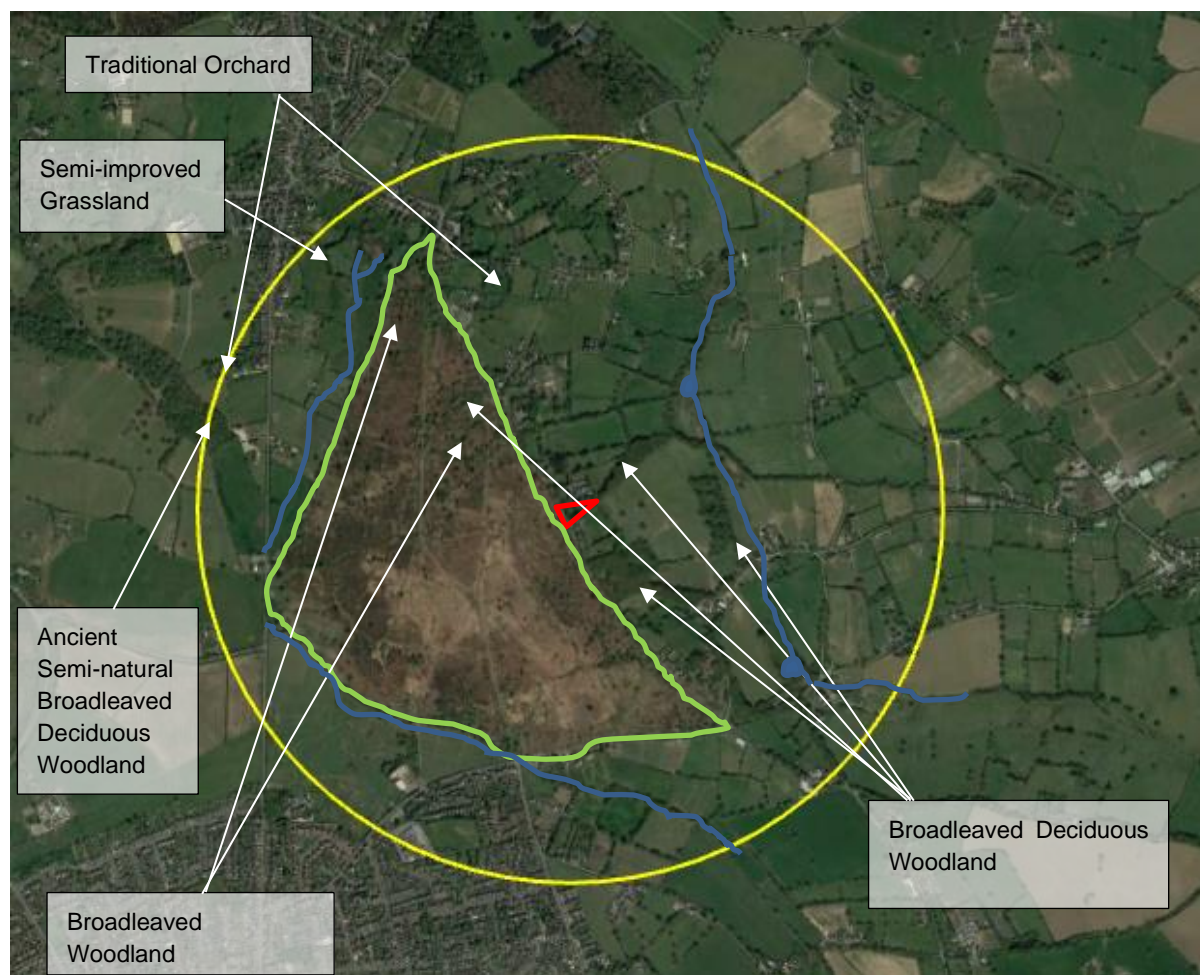 Traditional Orchard
Semi-improved
Grassland
Ancient
Semi-natural
Broadleaved
Deciduous
Woodland
Broadleaved Deciduous
Woodland
Broadleaved
Woodland